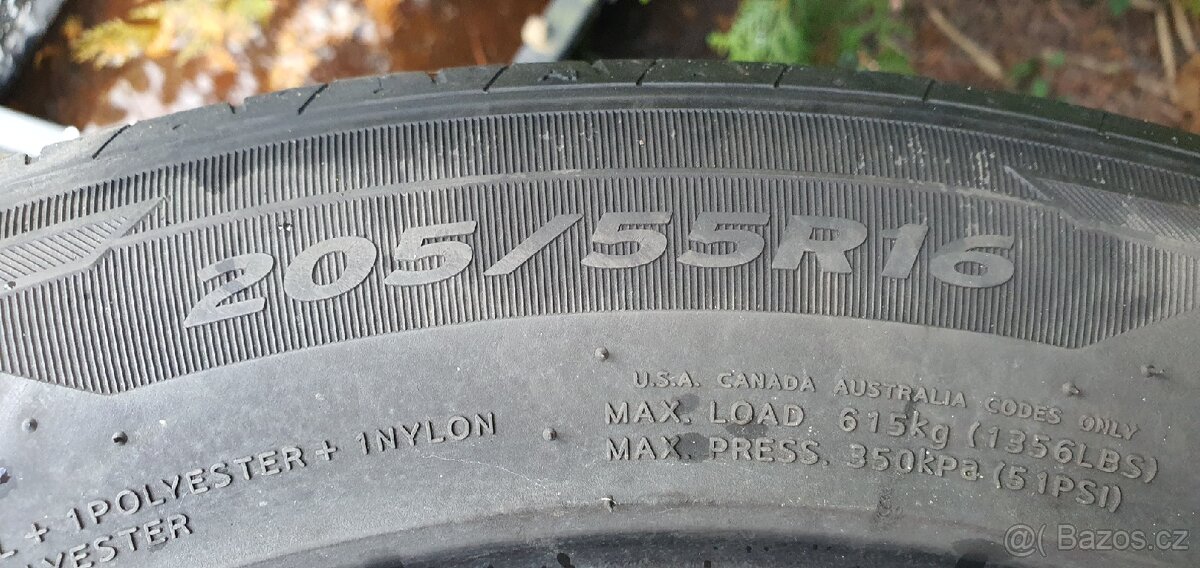 205/55R16
U.S.A. CANADA AUSTRALIA CODES ONLY
MAX. LOAD 615kg (1356LBS)
MAX. PRESS. 350kPa (51PSI)
L + 1POLYESTER + 1NYLON
YESTER
@( Bazos.cz